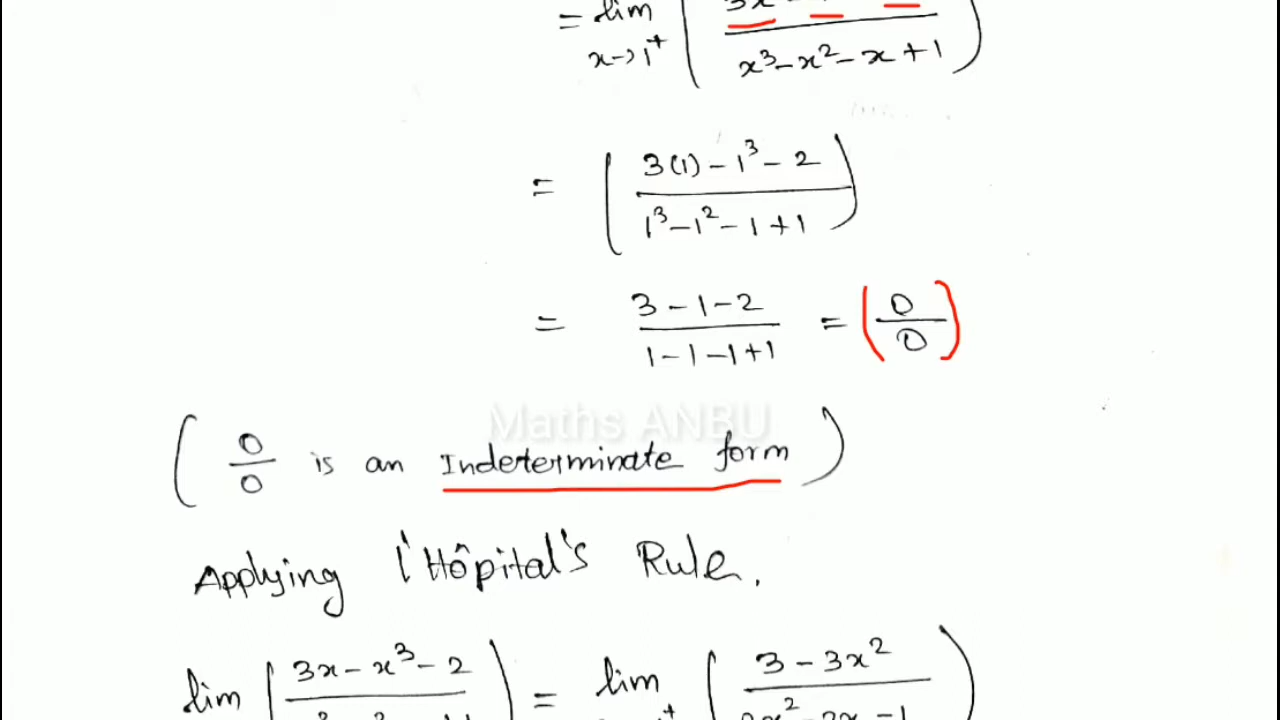 = lim ( 3x
x→1⁺ x³-x²-x+1 )
= ( 3(1) - 1³ - 2
1³-1²-1+1 )
= 3-1-2 = ( 0
1-1-1+1 0 )
Maths ANBU
( 0/0 is an Indeterminate form )
Applying l'Hôpital's Rule.
lim ( 3x - x³ - 2 ) = lim ( 3 - 3x² )